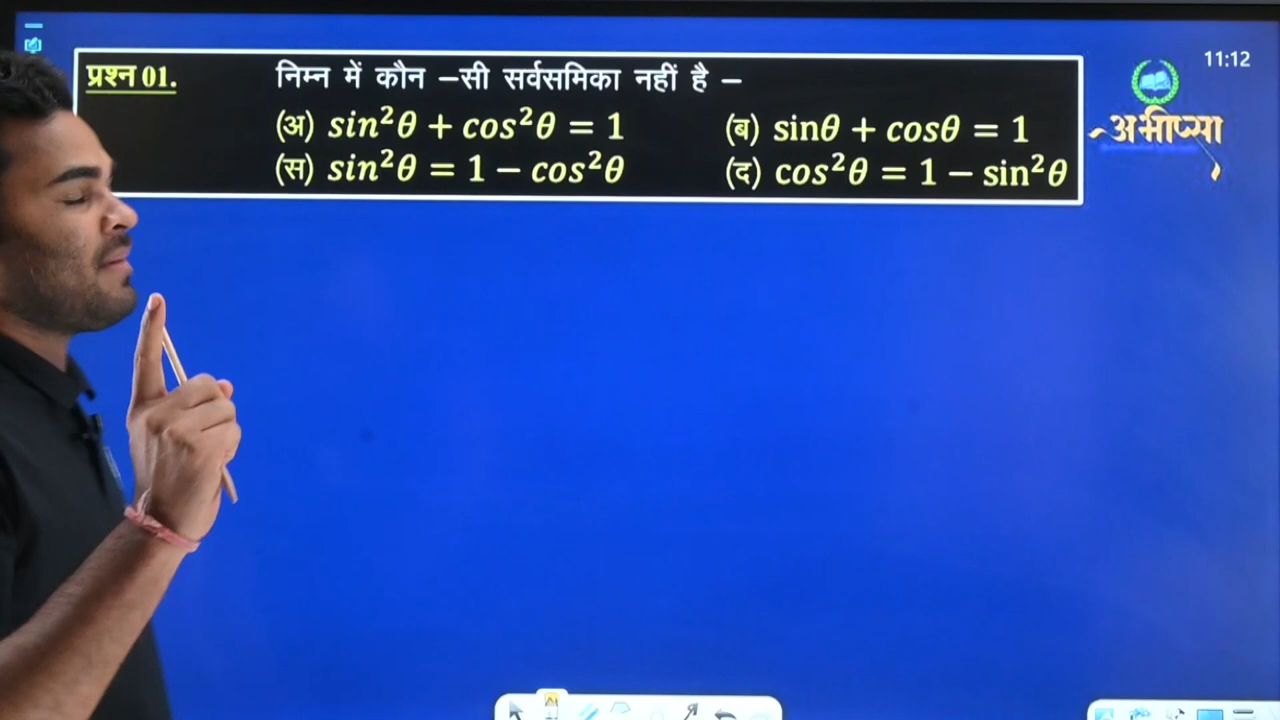 11:12
प्रश्न 01. निम्न में कौन –सी सर्वसमिका नहीं है –
(अ) sin²θ + cos²θ = 1 (ब) sinθ + cosθ = 1
(स) sin²θ = 1 − cos²θ (द) cos²θ = 1 − sin²θ
अभीप्सा